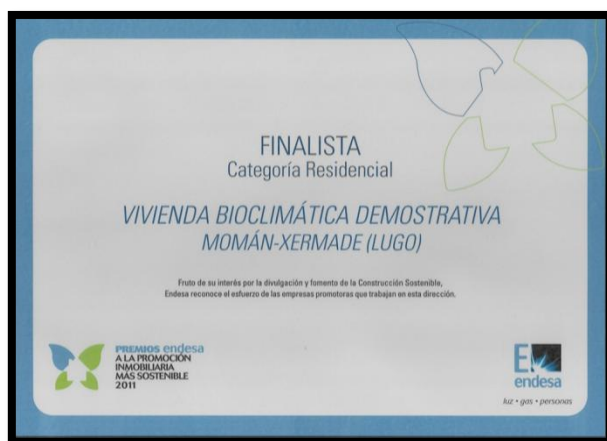 FINALISTA
Categoría Residencial
VIVIENDA BIOCLIMÁTICA DEMOSTRATIVA
MOMÁN-XERMADE (LUGO)
Fruto de su interés por la divulgación y fomento de la Construcción Sostenible,
Endesa reconoce el esfuerzo de las empresas promotoras que trabajan en esta dirección.
PREMIOS endesa
A LA PROMOCIÓN
INMOBILIARIA
MÁS SOSTENIBLE
2011
E
endesa
luz • gas • personas